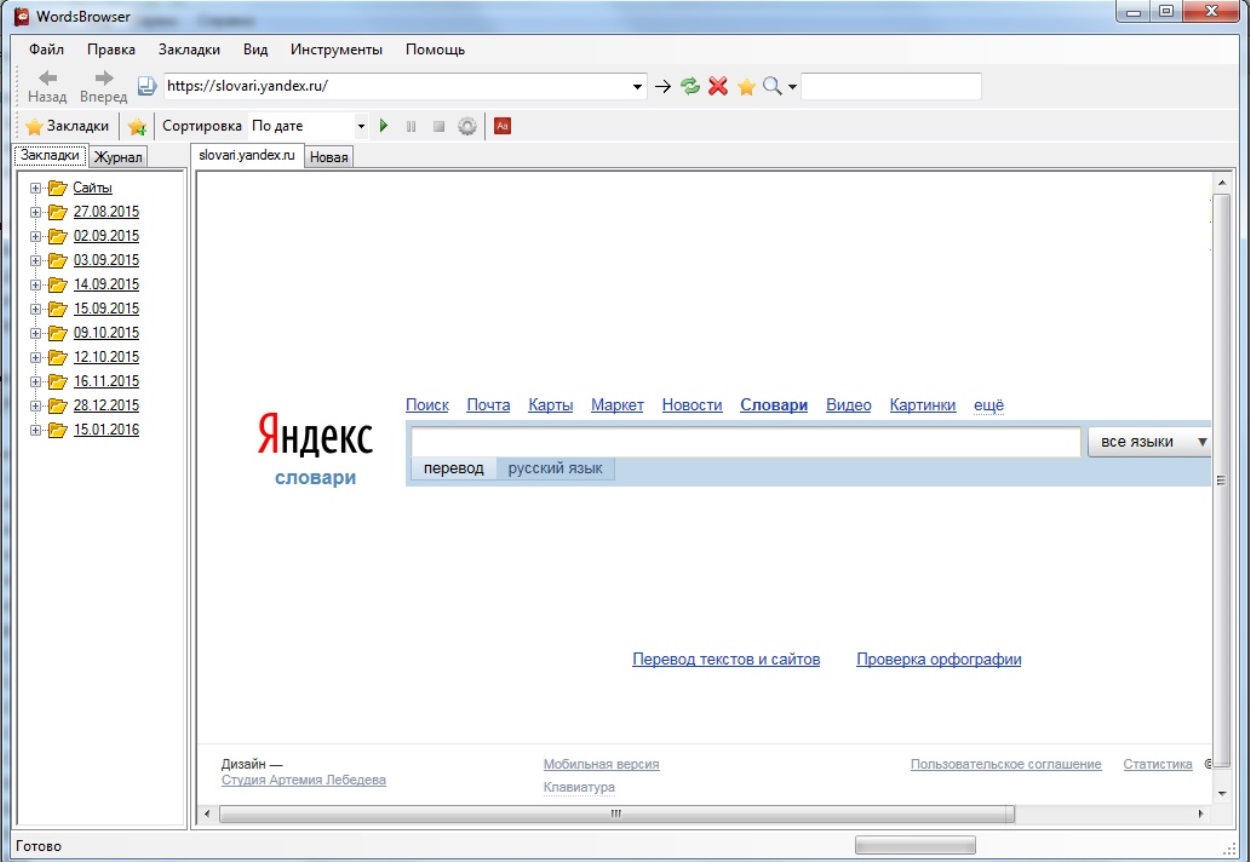 WordsBrowser
Файл Правка Закладки Вид Инструменты Помощь
Назад Вперед https://slovari.yandex.ru/
Закладки Сортировка По дате Aa
Закладки Журнал slovari.yandex.ru Новая
Сайты
27.08.2015
02.09.2015
03.09.2015
14.09.2015
15.09.2015
09.10.2015
12.10.2015
16.11.2015
28.12.2015
15.01.2016
Поиск Почта Карты Маркет Новости Словари Видео Картинки ещё
Яндекс
словари
все языки
перевод русский язык
Перевод текстов и сайтов Проверка орфографии
Дизайн — Мобильная версия Пользовательское соглашение Статистика ©
Студия Артемия Лебедева
Клавиатура
Готово